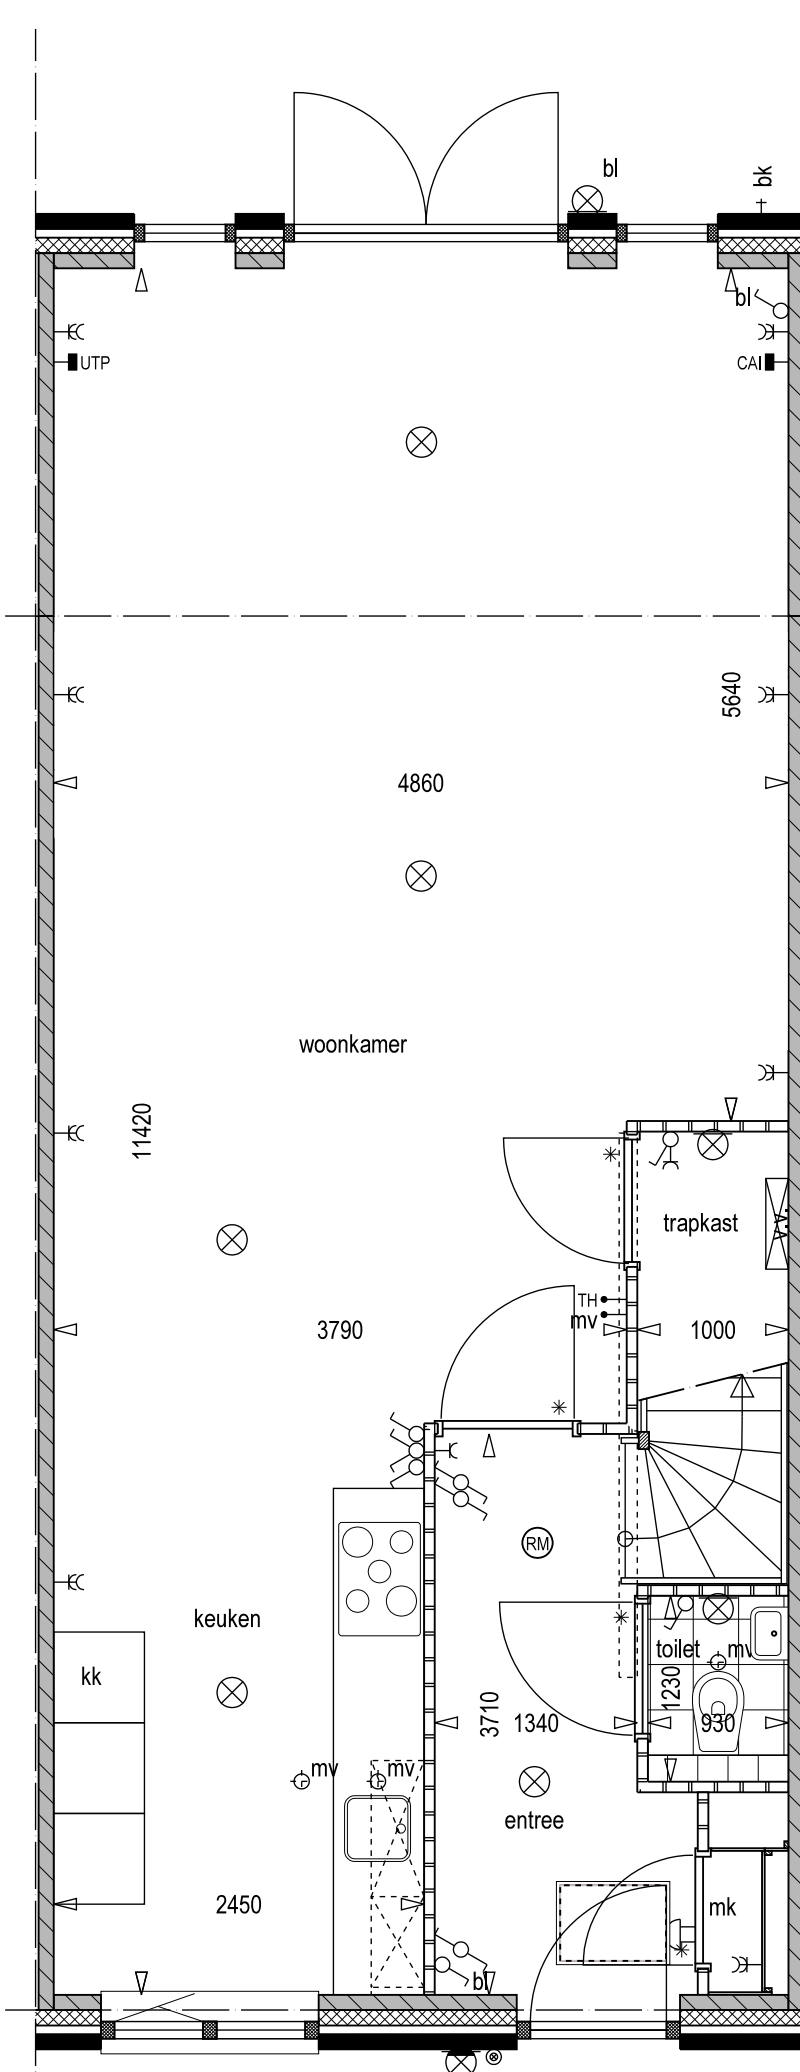 bl
bk
bl
UTP
CAI
5640
4860
woonkamer
11420
trapkast
TH
mv
3790
1000
RM
keuken
toilet
mv
kk
1230
3710
1340
930
mv
mv
entree
2450
mk
bl